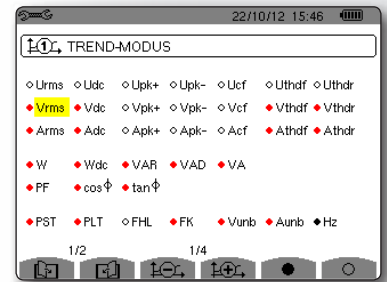 22/10/12 15:46
1 TREND-MODUS
Urms Udc Upk+ Upk- Ucf Uthdf Uthdr
Vrms Vdc Vpk+ Vpk- Vcf Vthdf Vthdr
Arms Adc Apk+ Apk- Acf Athdf Athdr
W Wdc VAR VAD VA
PF cos ϕ tan ϕ
PST PLT FHL FK Vunb Aunb Hz
1/2 1/4